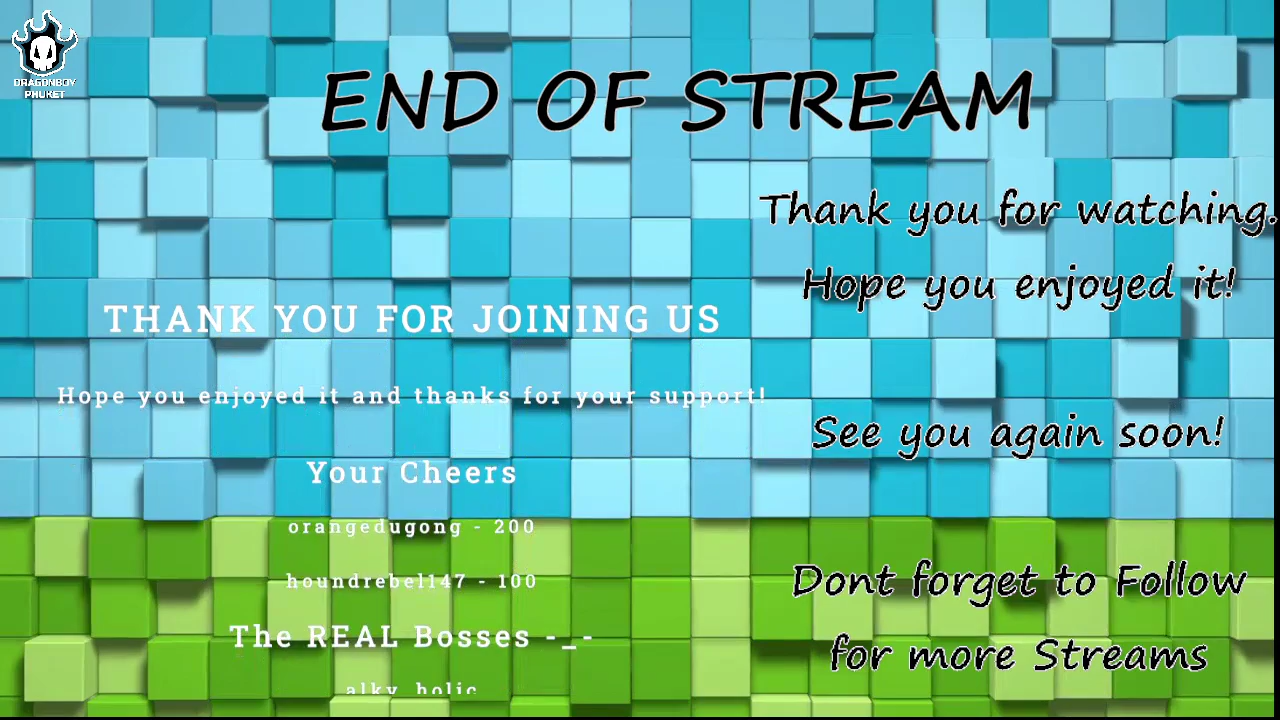 DRAGONBOY
PHUKET
END OF STREAM
Thank you for watching.
Hope you enjoyed it!
See you again soon!
Dont forget to Follow
for more Streams
THANK YOU FOR JOINING US
Hope you enjoyed it and thanks for your support!
Your Cheers
orangedugong - 200
houndrebel147 - 100
The REAL Bosses -_-
alky_holic